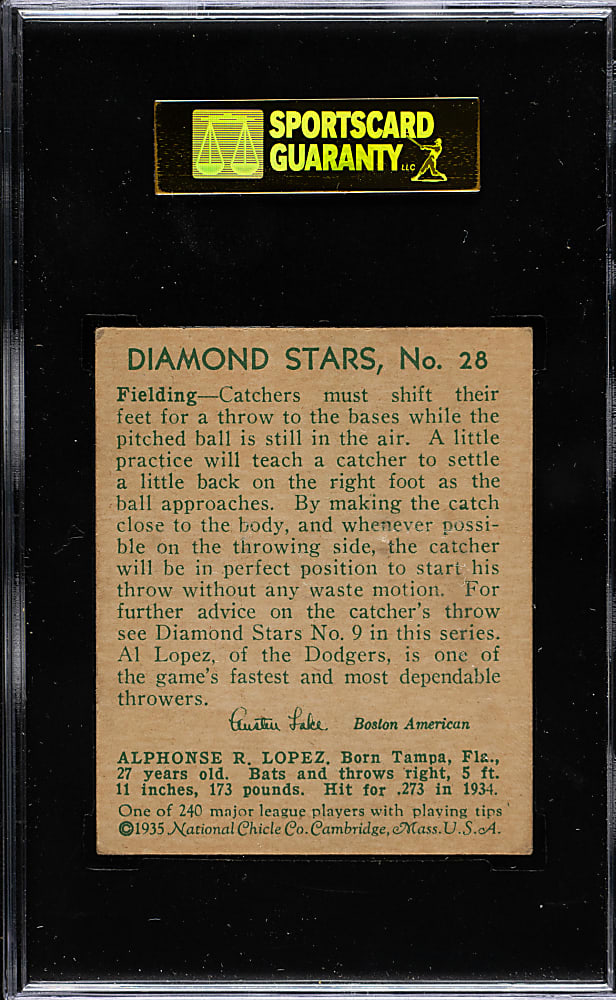 SPORTSCARD
GUARANTY LLC
DIAMOND STARS, No. 28
Fielding—Catchers must shift their
feet for a throw to the bases while the
pitched ball is still in the air. A little
practice will teach a catcher to settle
a little back on the right foot as the
ball approaches. By making the catch
close to the body, and whenever possi-
ble on the throwing side, the catcher
will be in perfect position to start his
throw without any waste motion. For
further advice on the catcher's throw
see Diamond Stars No. 9 in this series.
Al Lopez, of the Dodgers, is one of
the game's fastest and most dependable
throwers.
Austin Lake Boston American
ALPHONSE R. LOPEZ. Born Tampa, Fla.,
27 years old. Bats and throws right, 5 ft.
11 inches, 173 pounds. Hit for .273 in 1934.
One of 240 major league players with playing tips
©1935 National Chicle Co. Cambridge, Mass. U.S.A.